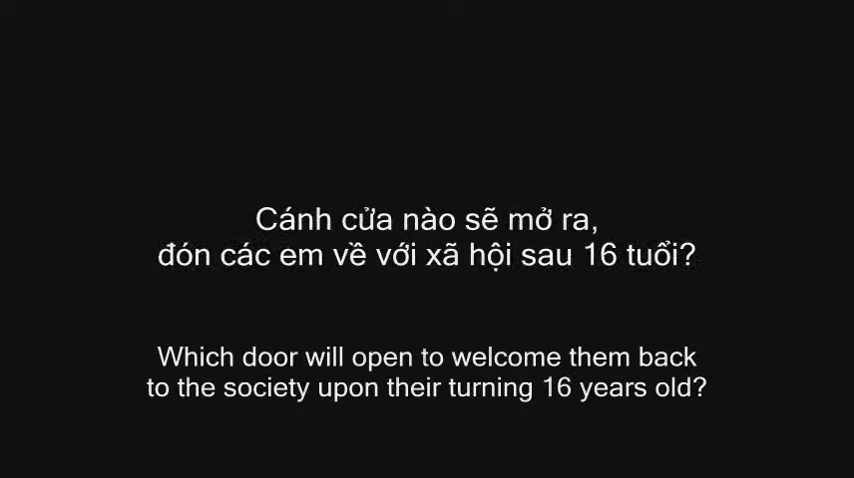 Cánh cửa nào sẽ mở ra,
đón các em về với xã hội sau 16 tuổi?
Which door will open to welcome them back
to the society upon their turning 16 years old?